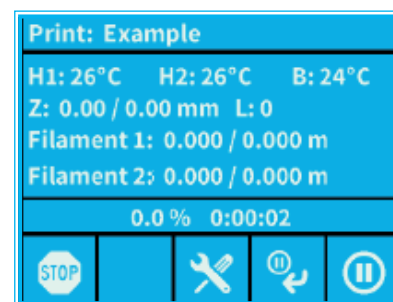 Print: Example
H1: 26°C H2: 26°C B: 24°C
Z: 0.00 / 0.00 mm L: 0
Filament 1: 0.000 / 0.000 m
Filament 2: 0.000 / 0.000 m
0.0 % 0:00:02
STOP